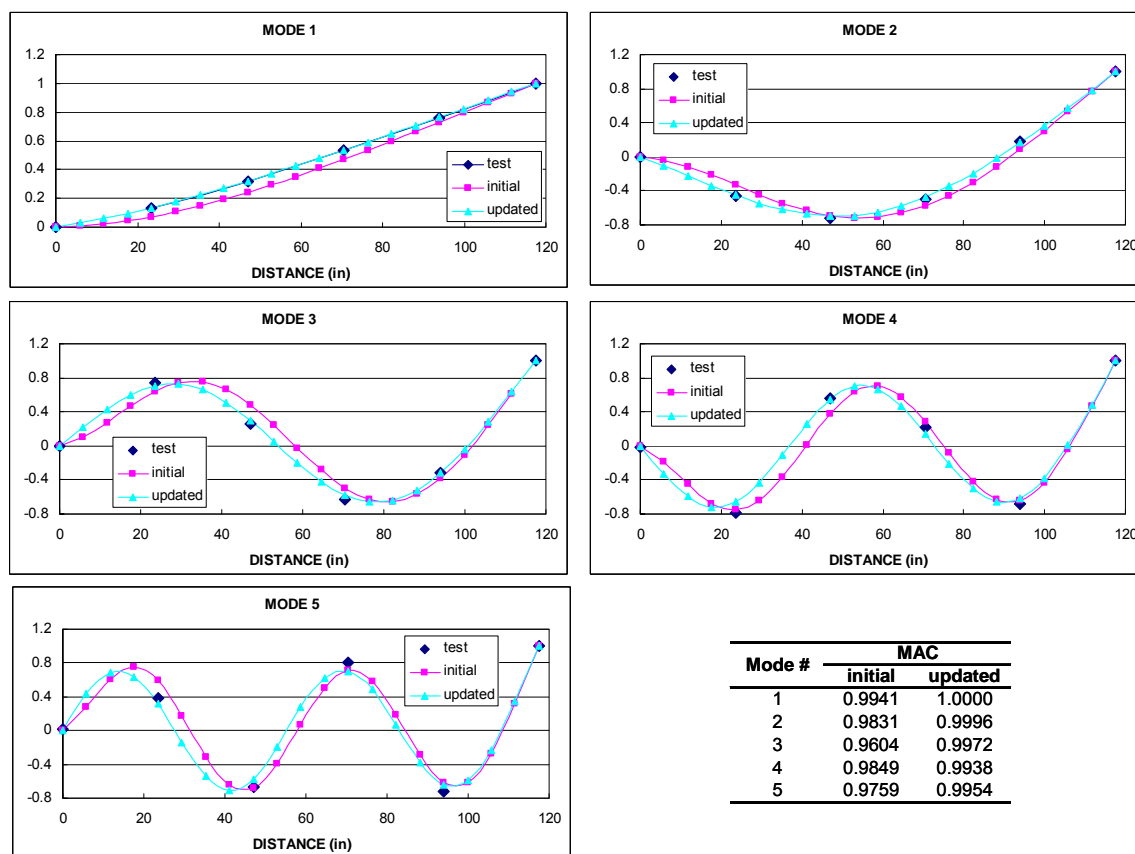 MODE 1
1.2
1
0.8
0.6
0.4
0.2
0
test
initial
updated
0 20 40 60 80 100 120
DISTANCE (in)
MODE 2
1.2
0.8
0.4
0
-0.4
-0.8
test
initial
updated
0 20 40 60 80 100 120
DISTANCE (in)
MODE 3
1.2
0.8
0.4
0
-0.4
-0.8
test
initial
updated
0 20 40 60 80 100 120
DISTANCE (in)
MODE 4
1.2
0.8
0.4
0
-0.4
-0.8
test
initial
updated
0 20 40 60 80 100 120
DISTANCE (in)
MODE 5
1.2
0.8
0.4
0
-0.4
-0.8
test
initial
updated
0 20 40 60 80 100 120
DISTANCE (in)
Mode # MAC
initial updated
1 0.9941 1.0000
2 0.9831 0.9996
3 0.9604 0.9972
4 0.9849 0.9938
5 0.9759 0.9954